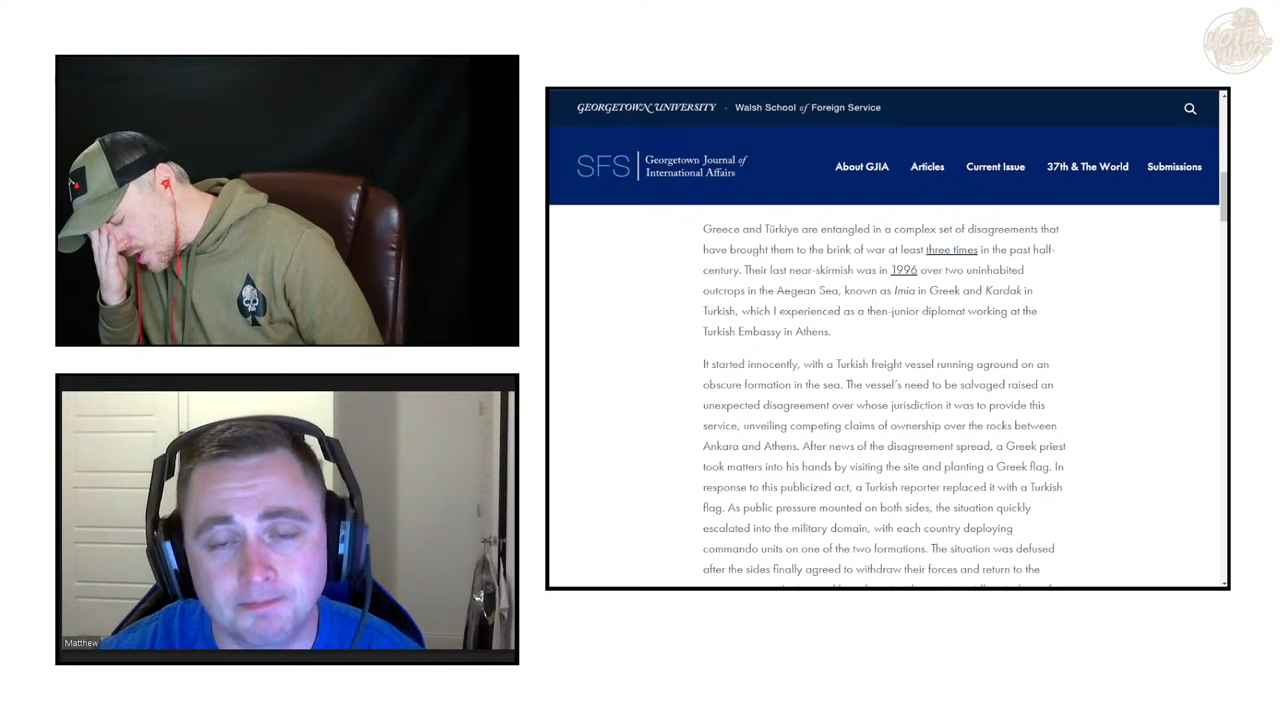 HOTEL
WAVOS
GEORGETOWN UNIVERSITY
Walsh School of Foreign Service
SFS
Georgetown Journal of
International Affairs
About GJIA
Articles
Current Issue
37th & The World
Submissions
Greece and Türkiye are entangled in a complex set of disagreements that
have brought them to the brink of war at least three times in the past half-
century. Their last near-skirmish was in 1996 over two uninhabited
outcrops in the Aegean Sea, known as Imia in Greek and Kardak in
Turkish, which I experienced as a then-junior diplomat working at the
Turkish Embassy in Athens.
It started innocently, with a Turkish freight vessel running aground on an
obscure formation in the sea. The vessel's need to be salvaged raised an
unexpected disagreement over whose jurisdiction it was to provide this
service, unveiling competing claims of ownership over the rocks between
Ankara and Athens. After news of the disagreement spread, a Greek priest
took matters into his hands by visiting the site and planting a Greek flag. In
response to this publicized act, a Turkish reporter replaced it with a Turkish
flag. As public pressure mounted on both sides, the situation quickly
escalated into the military domain, with each country deploying
commando units on one of the two formations. The situation was defused
after the sides finally agreed to withdraw their forces and return to the
Matthew